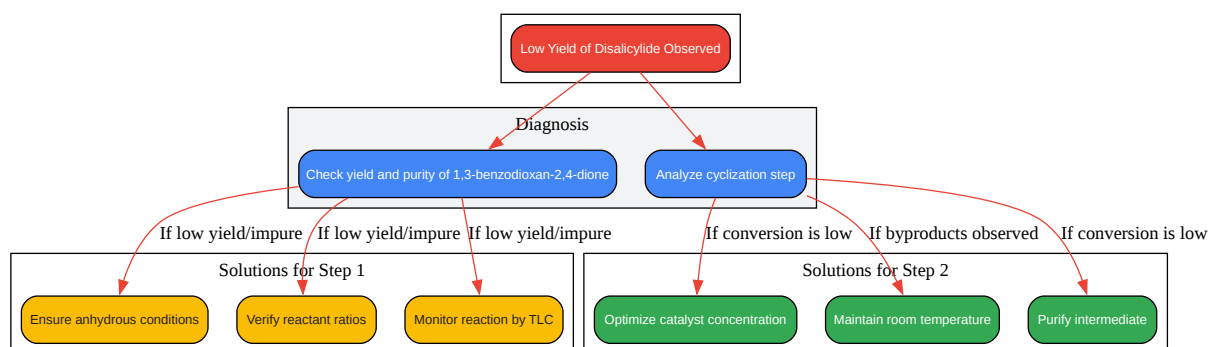 Low Yield of Disalicylide Observed
Diagnosis
Check yield and purity of 1,3-benzodioxan-2,4-dione
Analyze cyclization step
If low yield/impure
If low yield/impure
If low yield/impure
If conversion is low
If byproducts observed
If conversion is low
Solutions for Step 1
Solutions for Step 2
Ensure anhydrous conditions
Verify reactant ratios
Monitor reaction by TLC
Optimize catalyst concentration
Maintain room temperature
Purify intermediate